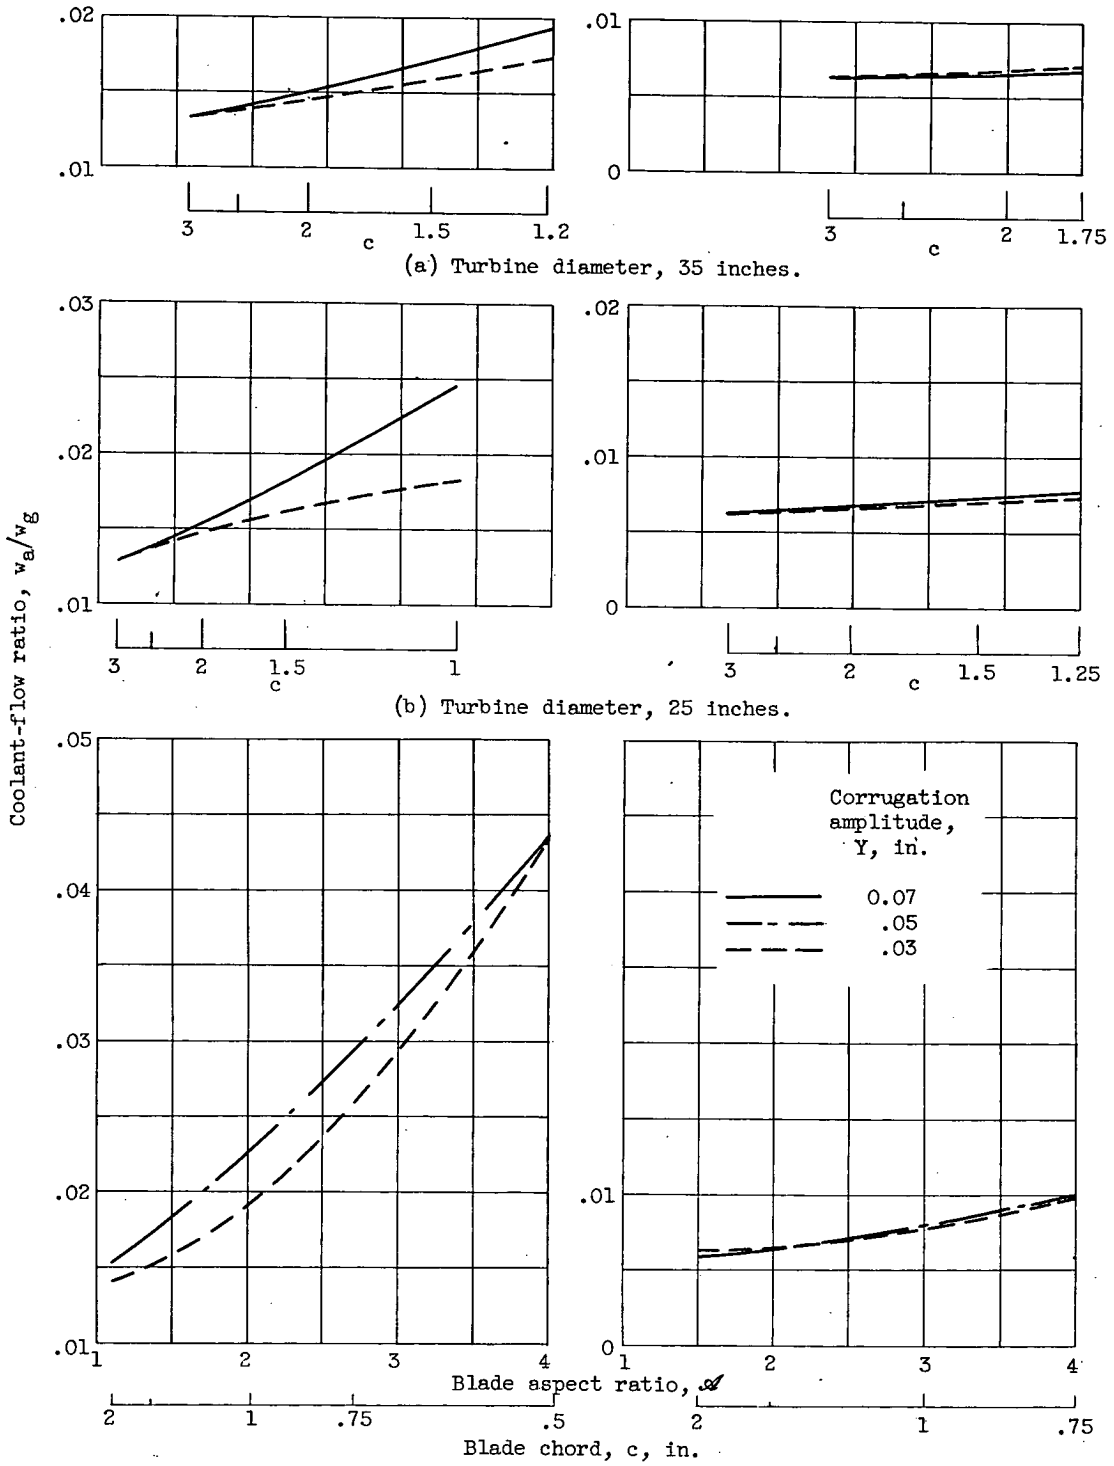 .02
.01
3 2 1.5 1.2
c
.01
0
3 2 1.75
c
(a) Turbine diameter, 35 inches.
.03
.02
.01
3 2 1.5 1
c
.02
.01
0
3 2 1.5 1.25
c
(b) Turbine diameter, 25 inches.
Coolant-flow ratio, wa/wg
.05
.04
.03
.02
.01
1 2 3 4
Corrugation
amplitude,
Y, in.
0.07
.05
.03
.01
0
1 2 3 4
Blade aspect ratio, 𝒜
2 1 .75 .5
2 1 .75
Blade chord, c, in.